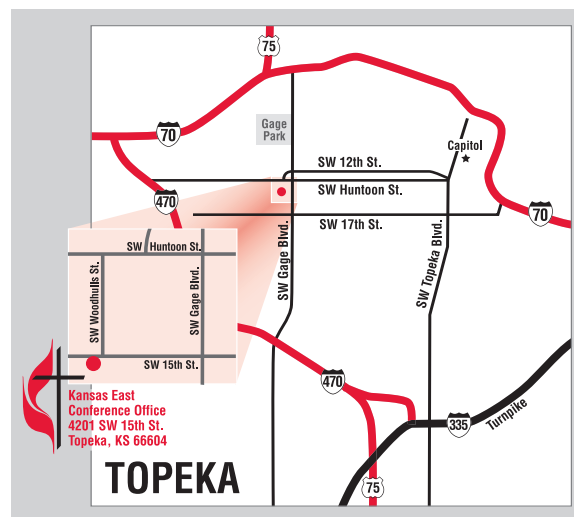 75
70
Gage
Park
Capitol
SW 12th St.
470
SW Huntoon St.
70
SW 17th St.
SW Gage Blvd.
SW Topeka Blvd.
SW Huntoon St.
SW Woodhulls St.
SW Gage Blvd.
SW 15th St.
470
335
Turnpike
75
Kansas East
Conference Office
4201 SW 15th St.
Topeka, KS 66604
TOPEKA